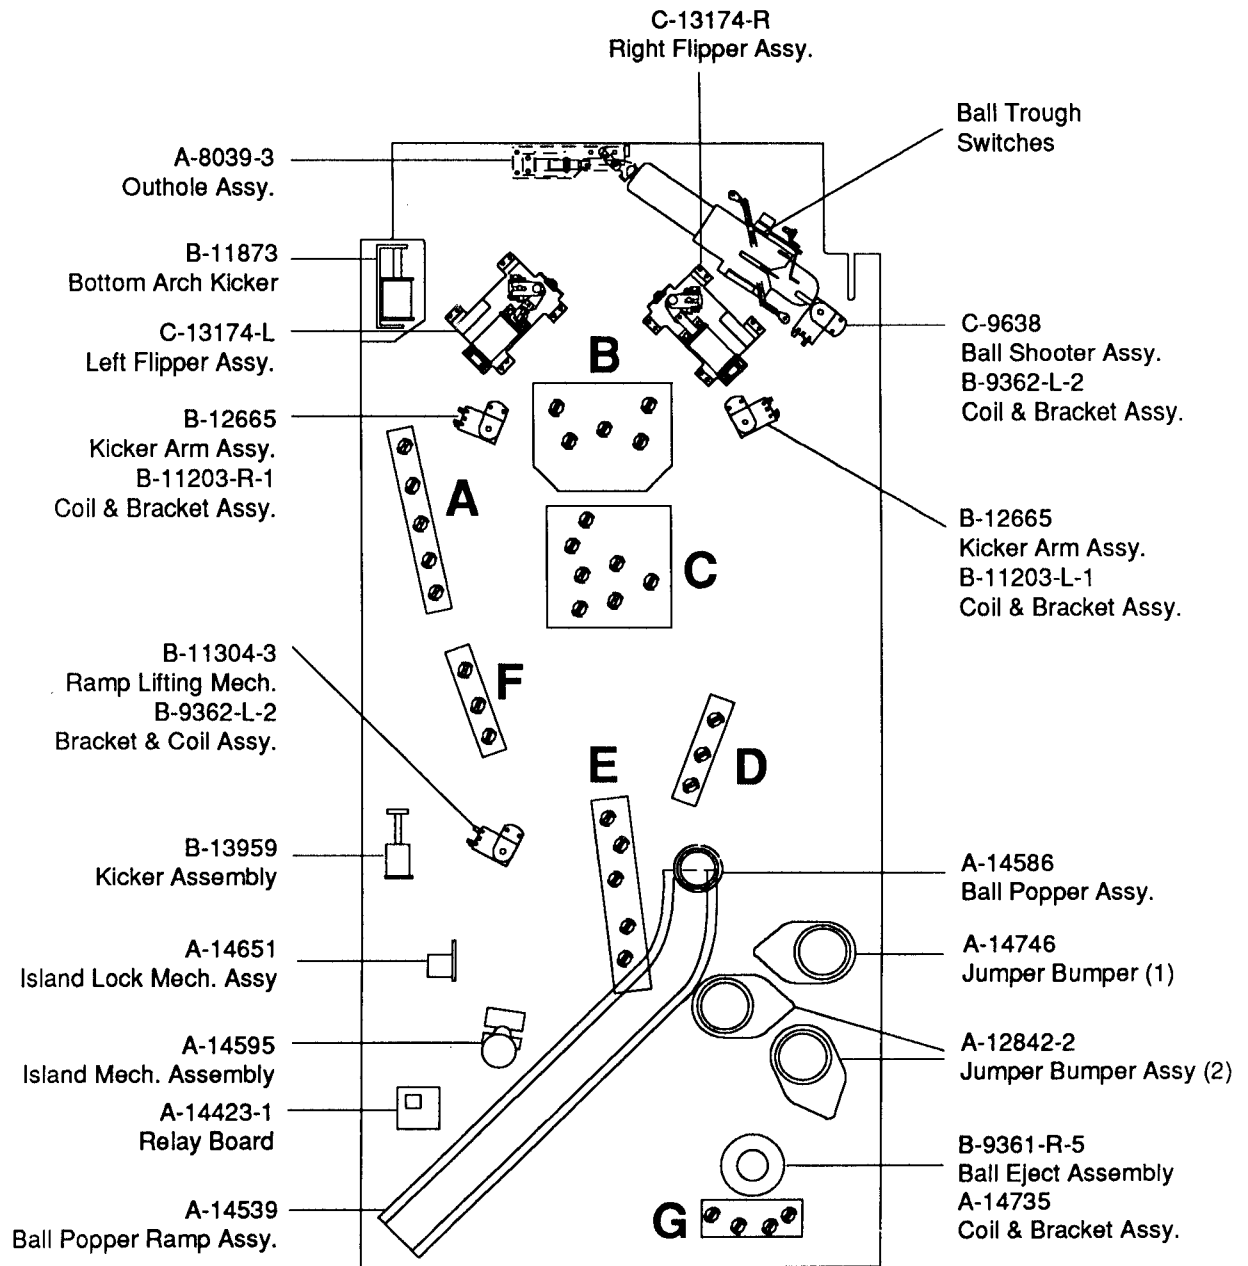 C-13174-R
Right Flipper Assy.
Ball Trough
Switches
A-8039-3
Outhole Assy.
B-11873
Bottom Arch Kicker
C-13174-L
Left Flipper Assy.
C-9638
Ball Shooter Assy.
B-9362-L-2
Coil & Bracket Assy.
B
B-12665
Kicker Arm Assy.
B-11203-R-1
Coil & Bracket Assy.
A
B-12665
Kicker Arm Assy.
B-11203-L-1
Coil & Bracket Assy.
C
B-11304-3
Ramp Lifting Mech.
B-9362-L-2
Bracket & Coil Assy.
F
E
D
B-13959
Kicker Assembly
A-14586
Ball Popper Assy.
A-14651
Island Lock Mech. Assy
A-14746
Jumper Bumper (1)
A-14595
Island Mech. Assembly
A-12842-2
Jumper Bumper Assy (2)
A-14423-1
Relay Board
B-9361-R-5
Ball Eject Assembly
A-14735
Coil & Bracket Assy.
A-14539
Ball Popper Ramp Assy.
G